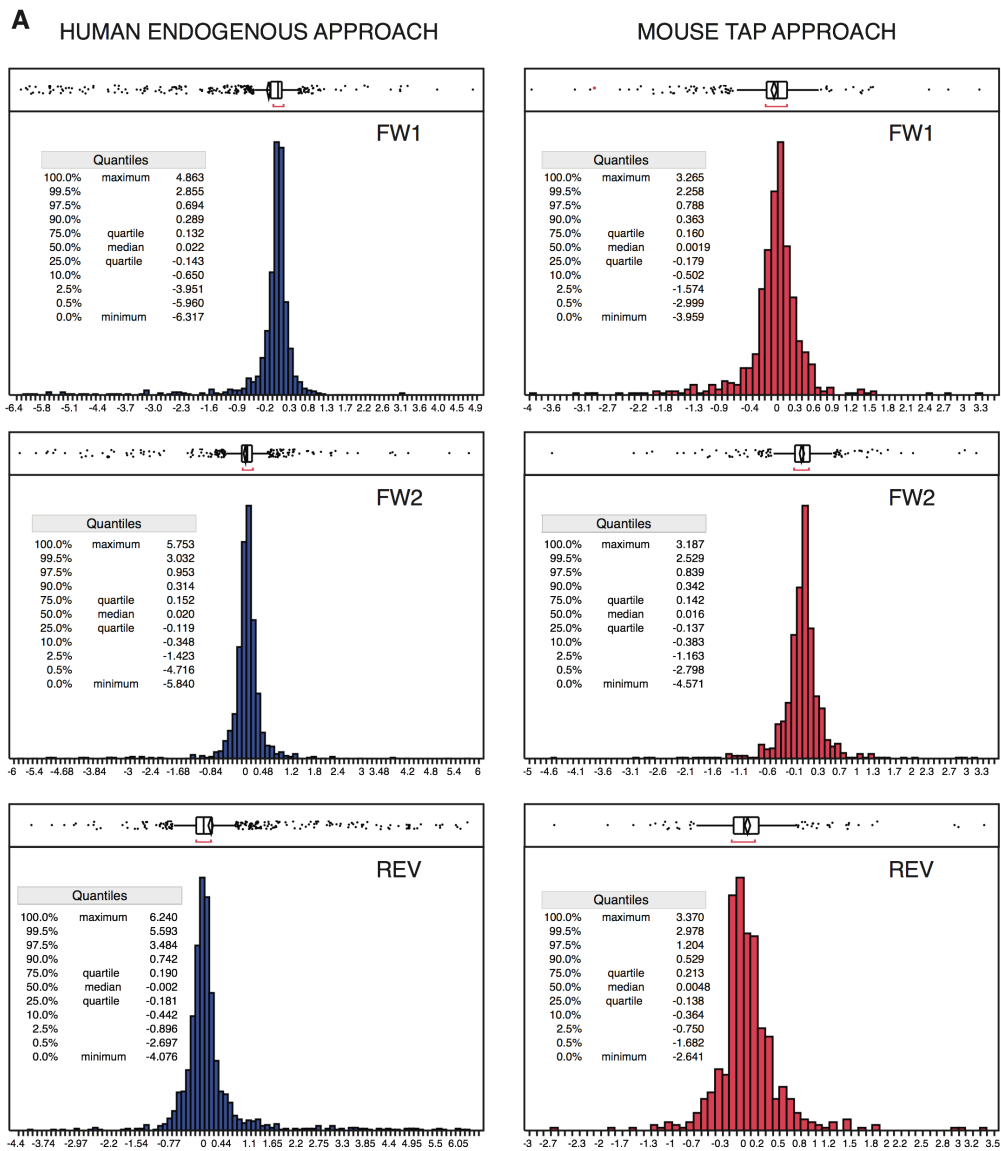 A
HUMAN ENDOGENOUS APPROACH
MOUSE TAP APPROACH
FW1
Quantiles
100.0% maximum 4.863
99.5% 2.855
97.5% 0.694
90.0% 0.289
75.0% quartile 0.132
50.0% median 0.022
25.0% quartile -0.143
10.0% -0.650
2.5% -3.951
0.5% -5.960
0.0% minimum -6.317
-6.4 -5.8 -5.1 -4.4 -3.7 -3.0 -2.3 -1.6 -0.9 -0.2 0.3 0.9 1.3 1.7 2.2 2.6 3.1 3.6 4.0 4.5 4.9
FW1
Quantiles
100.0% maximum 3.265
99.5% 2.258
97.5% 0.788
90.0% 0.363
75.0% quartile 0.160
50.0% median 0.0019
25.0% quartile -0.179
10.0% -0.502
2.5% -1.574
0.5% -2.999
0.0% minimum -3.959
-4 -3.6 -3.1 -2.7 -2.2 -1.8 -1.3 -0.9 -0.4 0 0.3 0.6 0.9 1.2 1.5 1.8 2.1 2.4 2.7 3 3.3
FW2
Quantiles
100.0% maximum 5.753
99.5% 3.032
97.5% 0.953
90.0% 0.314
75.0% quartile 0.152
50.0% median 0.020
25.0% quartile -0.119
10.0% -0.348
2.5% -1.423
0.5% -4.716
0.0% minimum -5.840
-6 -5.4 -4.68 -3.84 -3 -2.4 -1.68 -0.84 0 0.48 1.2 1.8 2.4 3 3.48 4.2 4.8 5.4 6
FW2
Quantiles
100.0% maximum 3.187
99.5% 2.529
97.5% 0.839
90.0% 0.342
75.0% quartile 0.142
50.0% median 0.016
25.0% quartile -0.137
10.0% -0.383
2.5% -1.163
0.5% -2.798
0.0% minimum -4.571
-5 -4.6 -4.1 -3.6 -3.1 -2.6 -2.1 -1.6 -1.1 -0.6 -0.1 0.3 0.7 1 1.3 1.7 2 2.3 2.7 3 3.3
REV
Quantiles
100.0% maximum 6.240
99.5% 5.593
97.5% 3.484
90.0% 0.742
75.0% quartile 0.190
50.0% median -0.002
25.0% quartile -0.181
10.0% -0.442
2.5% -0.896
0.5% -2.697
0.0% minimum -4.076
-4.4 -3.74 -2.97 -2.2 -1.54 -0.77 0 0.44 1.1 1.65 2.2 2.75 3.3 3.85 4.4 4.95 5.5 6.05
REV
Quantiles
100.0% maximum 3.370
99.5% 2.978
97.5% 1.204
90.0% 0.529
75.0% quartile 0.213
50.0% median 0.0048
25.0% quartile -0.138
10.0% -0.364
2.5% -0.750
0.5% -1.682
0.0% minimum -2.641
-3 -2.7 -2.3 -2 -1.7 -1.3 -1 -0.7 -0.3 0 0.2 0.5 0.8 1 1.2 1.5 1.8 2 2.2 2.5 2.8 3 3.2 3.5